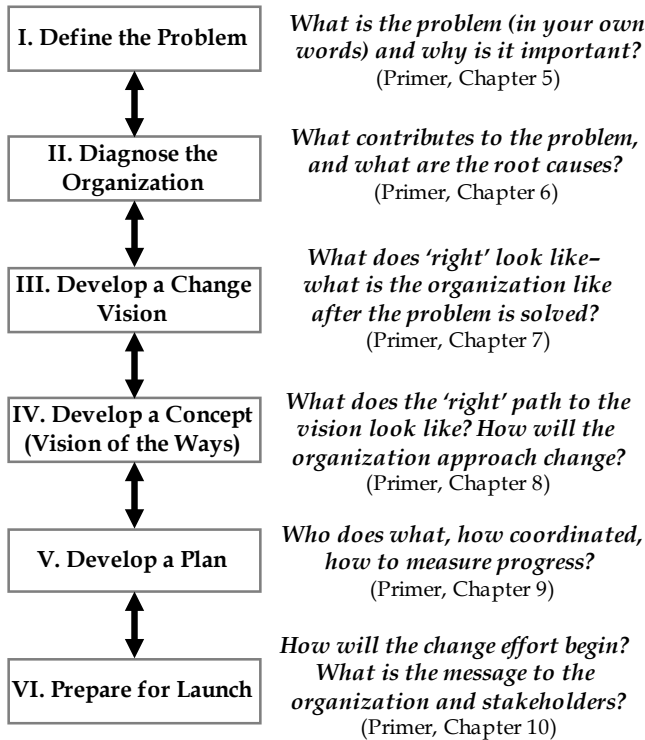 I. Define the Problem
What is the problem (in your own
words) and why is it important?
(Primer, Chapter 5)
II. Diagnose the
Organization
What contributes to the problem,
and what are the root causes?
(Primer, Chapter 6)
III. Develop a Change
Vision
What does ‘right’ look like–
what is the organization like
after the problem is solved?
(Primer, Chapter 7)
IV. Develop a Concept
(Vision of the Ways)
What does the ‘right’ path to the
vision look like? How will the
organization approach change?
(Primer, Chapter 8)
V. Develop a Plan
Who does what, how coordinated,
how to measure progress?
(Primer, Chapter 9)
VI. Prepare for Launch
How will the change effort begin?
What is the message to the
organization and stakeholders?
(Primer, Chapter 10)